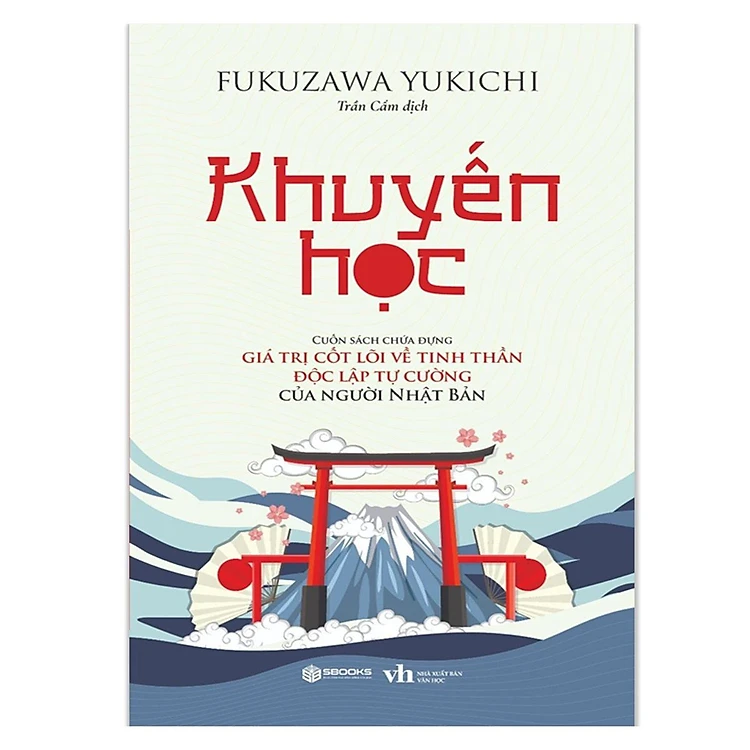 FUKUZAWA YUKICHI
Trần Cẩm dịch
Khuyến
học
CUỐN SÁCH CHỨA ĐỰNG
GIÁ TRỊ CỐT LÕI VỀ TINH THẦN
ĐỘC LẬP TỰ CƯỜNG
CỦA NGƯỜI NHẬT BẢN
SBOOKS
vh NHÀ XUẤT BẢN
VĂN HỌC